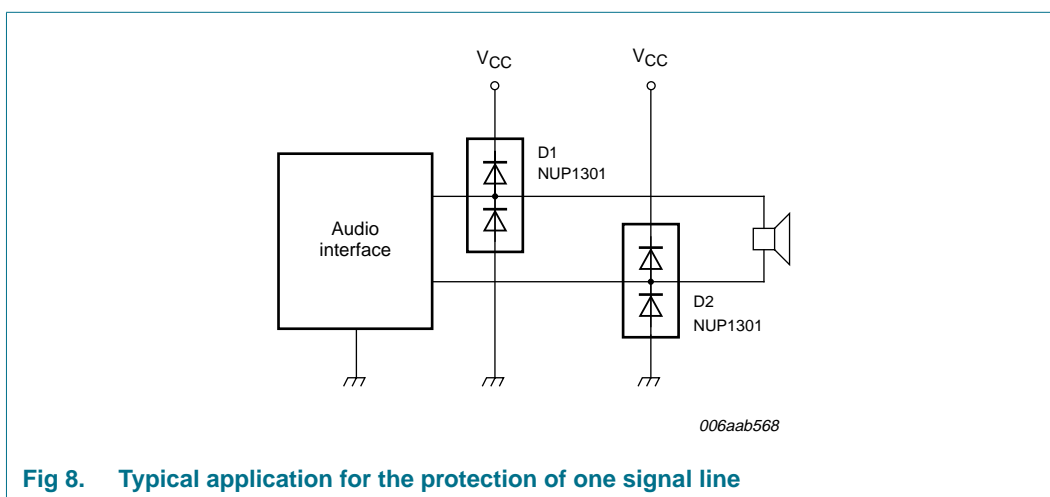 VCC
VCC
D1
NUP1301
Audio
interface
D2
NUP1301
006aab568
Fig 8. Typical application for the protection of one signal line